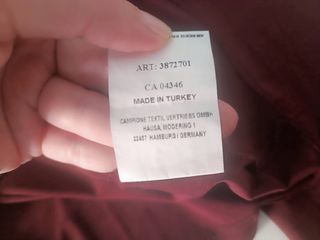 ART: 3872701
CA 04346
MADE IN TURKEY
CAMPIONE TEXTIL VERTRIEBS GMBH
HAUSA, MODERING 1
22457 HAMBURG / GERMANY